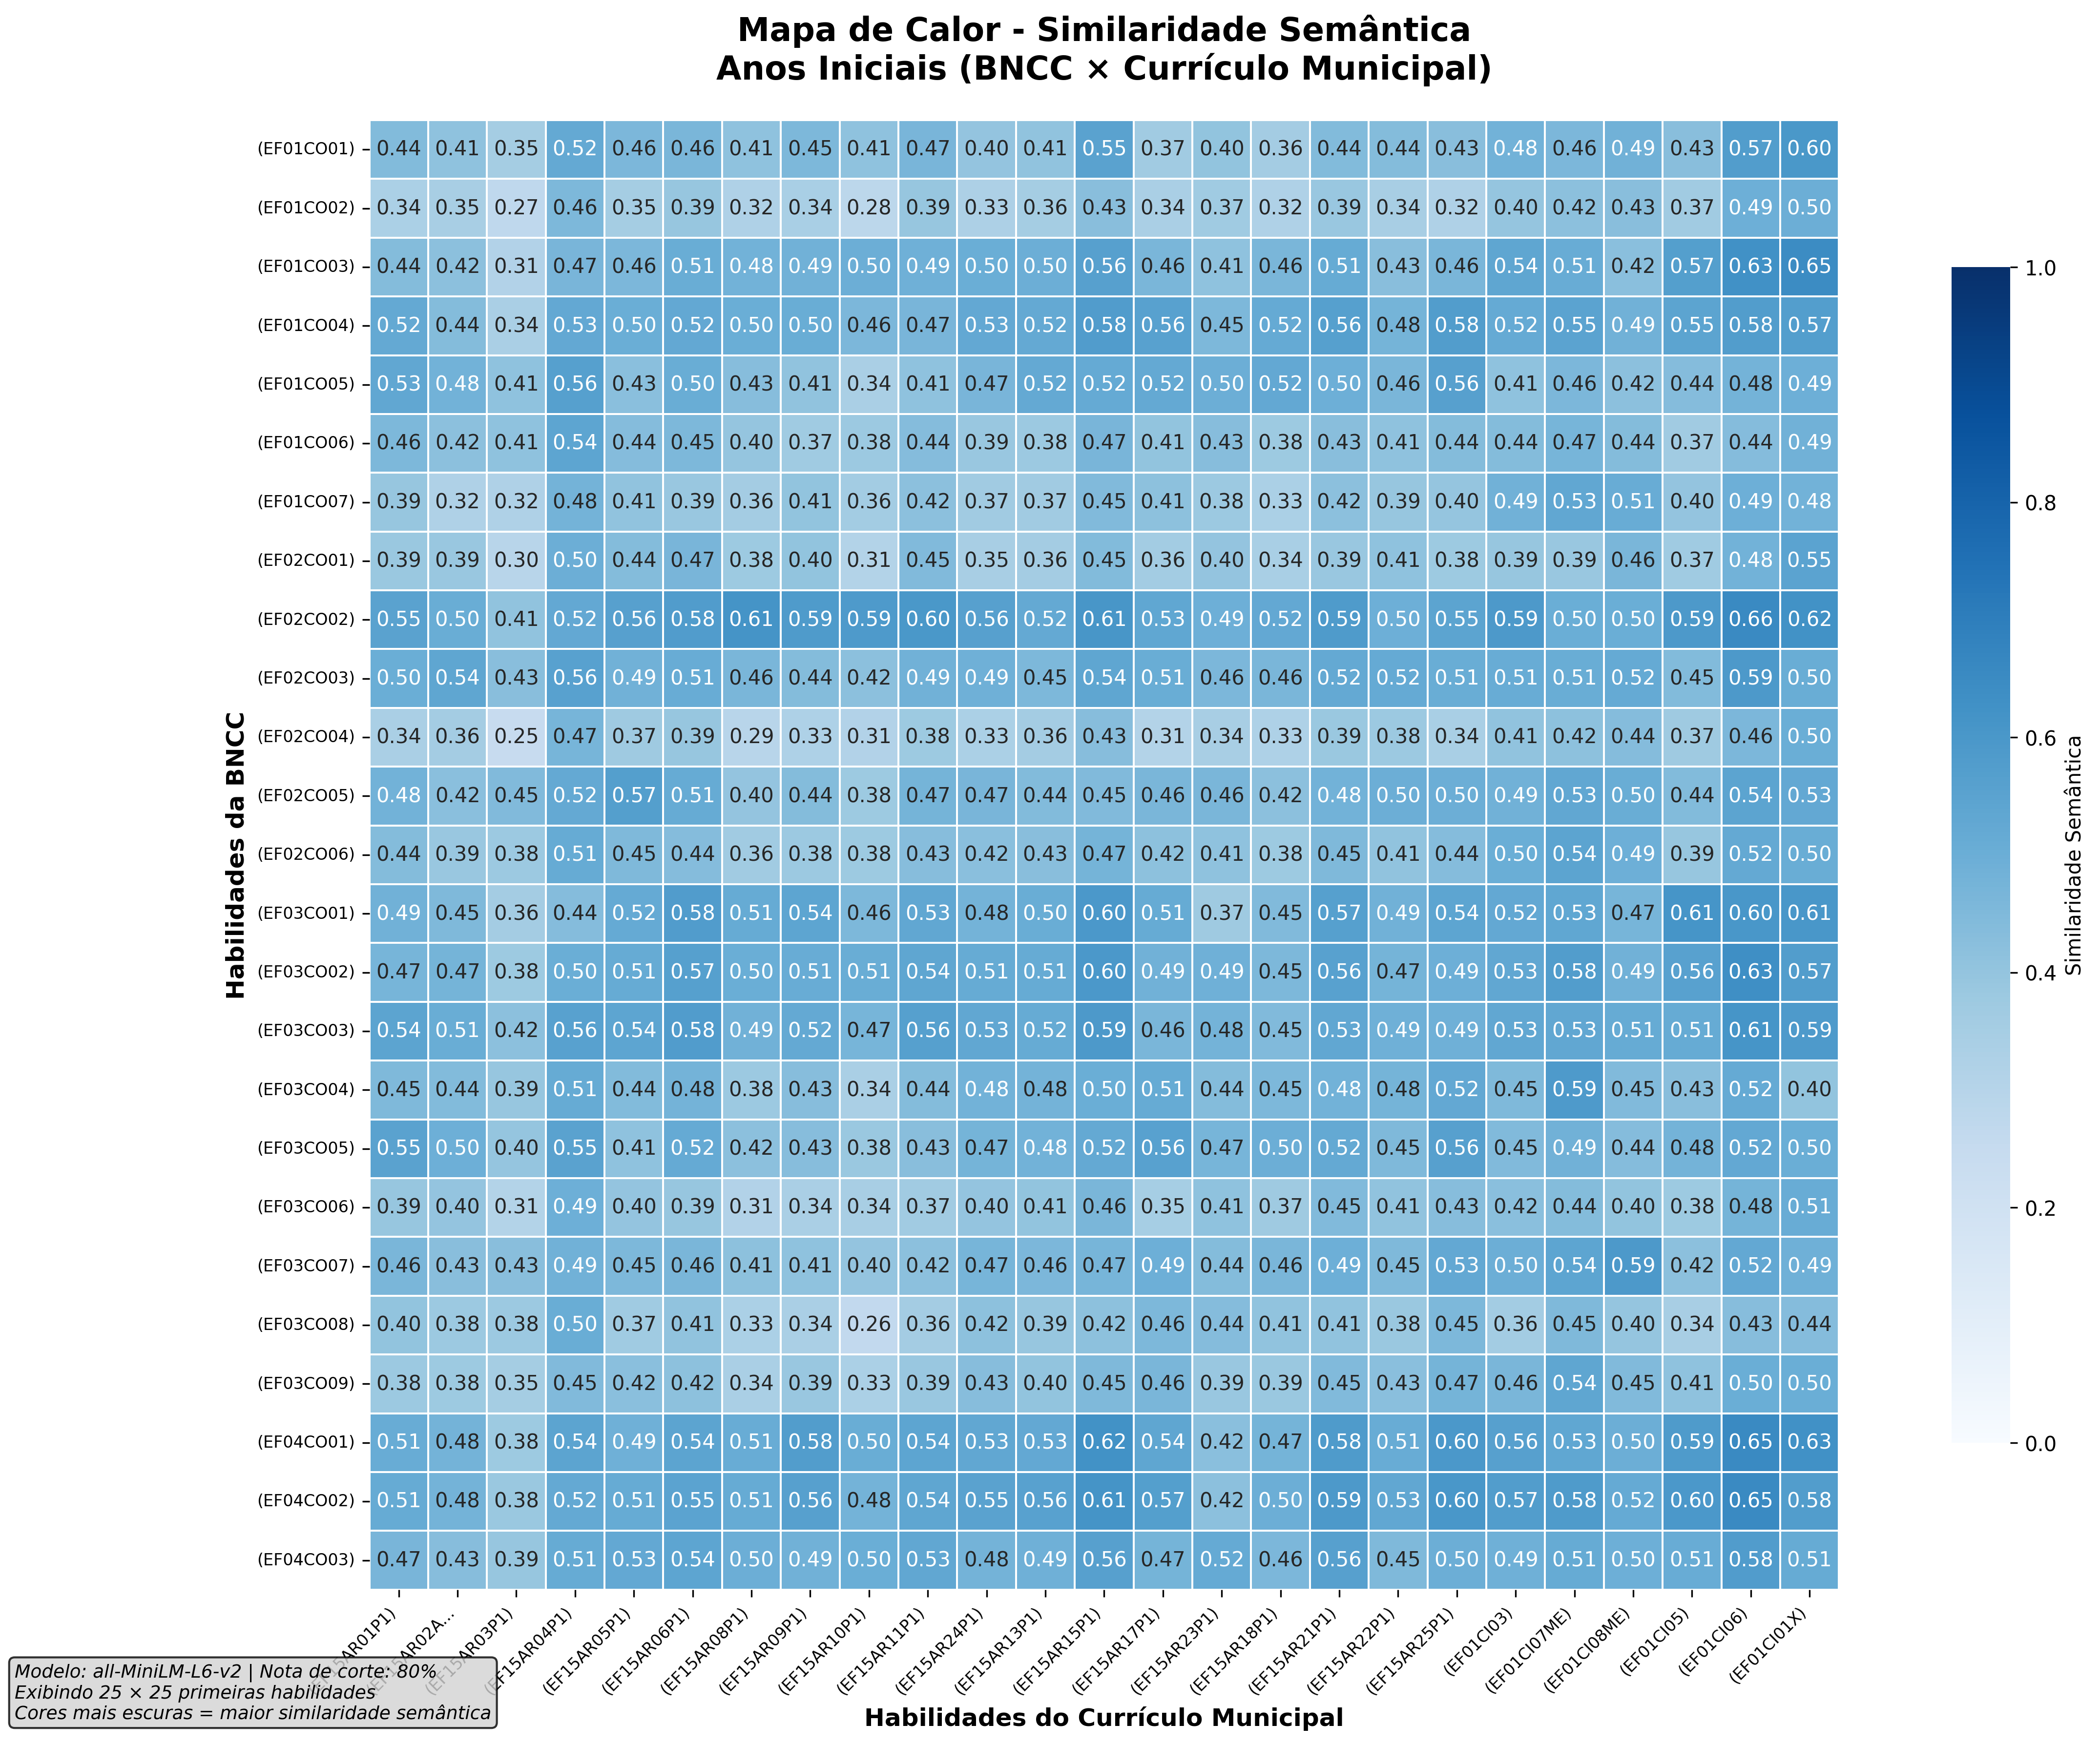 Mapa de Calor - Similaridade Semântica
Anos Iniciais (BNCC × Currículo Municipal)
(EF01CO01) 0.44 0.41 0.35 0.52 0.46 0.46 0.41 0.45 0.41 0.47 0.40 0.41 0.55 0.37 0.40 0.36 0.44 0.44 0.43 0.48 0.46 0.49 0.43 0.57 0.60
(EF01CO02) 0.34 0.35 0.27 0.46 0.35 0.39 0.32 0.34 0.28 0.39 0.33 0.36 0.43 0.34 0.37 0.32 0.39 0.34 0.32 0.40 0.42 0.43 0.37 0.49 0.50
(EF01CO03) 0.44 0.42 0.31 0.47 0.46 0.51 0.48 0.49 0.50 0.49 0.50 0.50 0.56 0.46 0.41 0.46 0.51 0.43 0.46 0.54 0.51 0.42 0.57 0.63 0.65
(EF01CO04) 0.52 0.44 0.34 0.53 0.50 0.52 0.50 0.50 0.46 0.47 0.53 0.52 0.58 0.56 0.45 0.52 0.56 0.48 0.58 0.52 0.55 0.49 0.55 0.58 0.57
(EF01CO05) 0.53 0.48 0.41 0.56 0.43 0.50 0.43 0.41 0.34 0.41 0.47 0.52 0.52 0.52 0.50 0.52 0.50 0.46 0.56 0.41 0.46 0.42 0.44 0.48 0.49
(EF01CO06) 0.46 0.42 0.41 0.54 0.44 0.45 0.40 0.37 0.38 0.44 0.39 0.38 0.47 0.41 0.43 0.38 0.43 0.41 0.44 0.44 0.47 0.44 0.37 0.44 0.49
(EF01CO07) 0.39 0.32 0.32 0.48 0.41 0.39 0.36 0.41 0.36 0.42 0.37 0.37 0.45 0.41 0.38 0.33 0.42 0.39 0.40 0.49 0.53 0.51 0.40 0.49 0.48
(EF02CO01) 0.39 0.39 0.30 0.50 0.44 0.47 0.38 0.40 0.31 0.45 0.35 0.36 0.45 0.36 0.40 0.34 0.39 0.41 0.38 0.39 0.39 0.46 0.37 0.48 0.55
(EF02CO02) 0.55 0.50 0.41 0.52 0.56 0.58 0.61 0.59 0.59 0.60 0.56 0.52 0.61 0.53 0.49 0.52 0.59 0.50 0.55 0.59 0.50 0.50 0.59 0.66 0.62
(EF02CO03) 0.50 0.54 0.43 0.56 0.49 0.51 0.46 0.44 0.42 0.49 0.49 0.45 0.54 0.51 0.46 0.46 0.52 0.52 0.51 0.51 0.51 0.52 0.45 0.59 0.50
(EF02CO04) 0.34 0.36 0.25 0.47 0.37 0.39 0.29 0.33 0.31 0.38 0.33 0.36 0.43 0.31 0.34 0.33 0.39 0.38 0.34 0.41 0.42 0.44 0.37 0.46 0.50
(EF02CO05) 0.48 0.42 0.45 0.52 0.57 0.51 0.40 0.44 0.38 0.47 0.47 0.44 0.45 0.46 0.46 0.42 0.48 0.50 0.50 0.49 0.53 0.50 0.44 0.54 0.53
(EF02CO06) 0.44 0.39 0.38 0.51 0.45 0.44 0.36 0.38 0.38 0.43 0.42 0.43 0.47 0.42 0.41 0.38 0.45 0.41 0.44 0.50 0.54 0.49 0.39 0.52 0.50
(EF03CO01) 0.49 0.45 0.36 0.44 0.52 0.58 0.51 0.54 0.46 0.53 0.48 0.50 0.60 0.51 0.37 0.45 0.57 0.49 0.54 0.52 0.53 0.47 0.61 0.60 0.61
(EF03CO02) 0.47 0.47 0.38 0.50 0.51 0.57 0.50 0.51 0.51 0.54 0.51 0.51 0.60 0.49 0.49 0.45 0.56 0.47 0.49 0.53 0.58 0.49 0.56 0.63 0.57
(EF03CO03) 0.54 0.51 0.42 0.56 0.54 0.58 0.49 0.52 0.47 0.56 0.53 0.52 0.59 0.46 0.48 0.45 0.53 0.49 0.49 0.53 0.53 0.51 0.51 0.61 0.59
(EF03CO04) 0.45 0.44 0.39 0.51 0.44 0.48 0.38 0.43 0.34 0.44 0.48 0.48 0.50 0.51 0.44 0.45 0.48 0.48 0.52 0.45 0.59 0.45 0.43 0.52 0.40
(EF03CO05) 0.55 0.50 0.40 0.55 0.41 0.52 0.42 0.43 0.38 0.43 0.47 0.48 0.52 0.56 0.47 0.50 0.52 0.45 0.56 0.45 0.49 0.44 0.48 0.52 0.50
(EF03CO06) 0.39 0.40 0.31 0.49 0.40 0.39 0.31 0.34 0.34 0.37 0.40 0.41 0.46 0.35 0.41 0.37 0.45 0.41 0.43 0.42 0.44 0.40 0.38 0.48 0.51
(EF03CO07) 0.46 0.43 0.43 0.49 0.45 0.46 0.41 0.41 0.40 0.42 0.47 0.46 0.47 0.49 0.44 0.46 0.49 0.45 0.53 0.50 0.54 0.59 0.42 0.52 0.49
(EF03CO08) 0.40 0.38 0.38 0.50 0.37 0.41 0.33 0.34 0.26 0.36 0.42 0.39 0.42 0.46 0.44 0.41 0.41 0.38 0.45 0.36 0.45 0.40 0.34 0.43 0.44
(EF03CO09) 0.38 0.38 0.35 0.45 0.42 0.42 0.34 0.39 0.33 0.39 0.43 0.40 0.45 0.46 0.39 0.39 0.45 0.43 0.47 0.46 0.54 0.45 0.41 0.50 0.50
(EF04CO01) 0.51 0.48 0.38 0.54 0.49 0.54 0.51 0.58 0.50 0.54 0.53 0.53 0.62 0.54 0.42 0.47 0.58 0.51 0.60 0.56 0.53 0.50 0.59 0.65 0.63
(EF04CO02) 0.51 0.48 0.38 0.52 0.51 0.55 0.51 0.56 0.48 0.54 0.55 0.56 0.61 0.57 0.42 0.50 0.59 0.53 0.60 0.57 0.58 0.52 0.60 0.65 0.58
(EF04CO03) 0.47 0.43 0.39 0.51 0.53 0.54 0.50 0.49 0.50 0.53 0.48 0.49 0.56 0.47 0.52 0.46 0.56 0.45 0.50 0.49 0.51 0.50 0.51 0.58 0.51
Habilidades da BNCC
(EF15AR01P1) (EF15AR02A... (EF15AR03P1) (EF15AR04P1) (EF15AR05P1) (EF15AR06P1) (EF15AR08P1) (EF15AR09P1) (EF15AR10P1) (EF15AR11P1) (EF15AR24P1) (EF15AR13P1) (EF15AR15P1) (EF15AR17P1) (EF15AR23P1) (EF15AR18P1) (EF15AR21P1) (EF15AR22P1) (EF15AR25P1) (EF01CI03) (EF01CI07ME) (EF01CI08ME) (EF01CI05) (EF01CI06) (EF01CI01X)
Habilidades do Currículo Municipal
1.0
0.8
0.6
0.4
0.2
0.0
Similaridade Semântica
Modelo: all-MiniLM-L6-v2 | Nota de corte: 80%
Exibindo 25 × 25 primeiras habilidades
Cores mais escuras = maior similaridade semântica